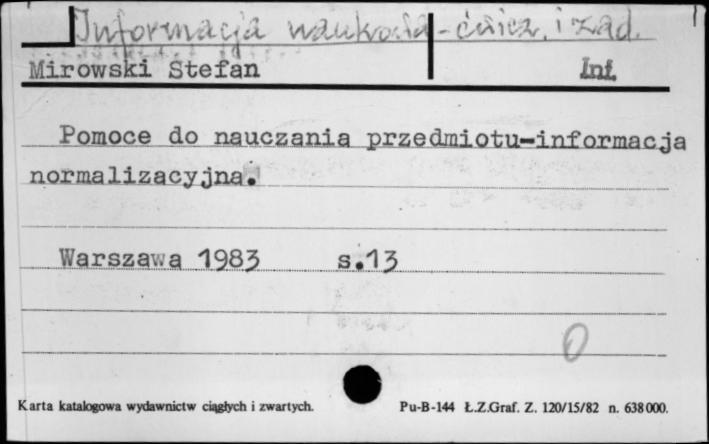 Informacja naukowa - ćwicz. i zad.
Mirowski Stefan Inf.
Pomoce do nauczania przedmiotu-informacja
normalizacyjna.
Warszawa 1983 s.13
0
Karta katalogowa wydawnictw ciągłych i zwartych. Pu-B-144 Ł.Z.Graf. Z. 120/15/82 n. 638000.